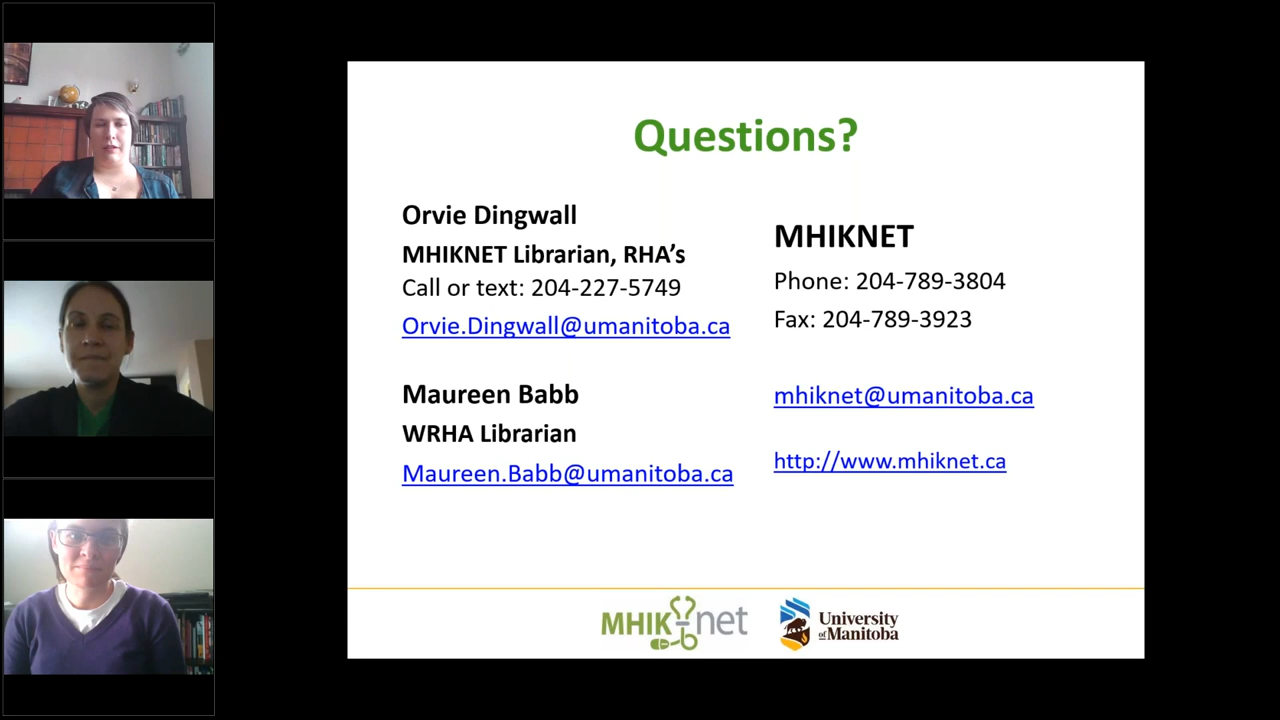 Questions?
Orvie Dingwall
MHIKNET Librarian, RHA’s
Call or text: 204-227-5749
Orvie.Dingwall@umanitoba.ca
Maureen Babb
WRHA Librarian
Maureen.Babb@umanitoba.ca
MHIKNET
Phone: 204-789-3804
Fax: 204-789-3923
mhiknet@umanitoba.ca
http://www.mhiknet.ca
MHIK net
University
of Manitoba